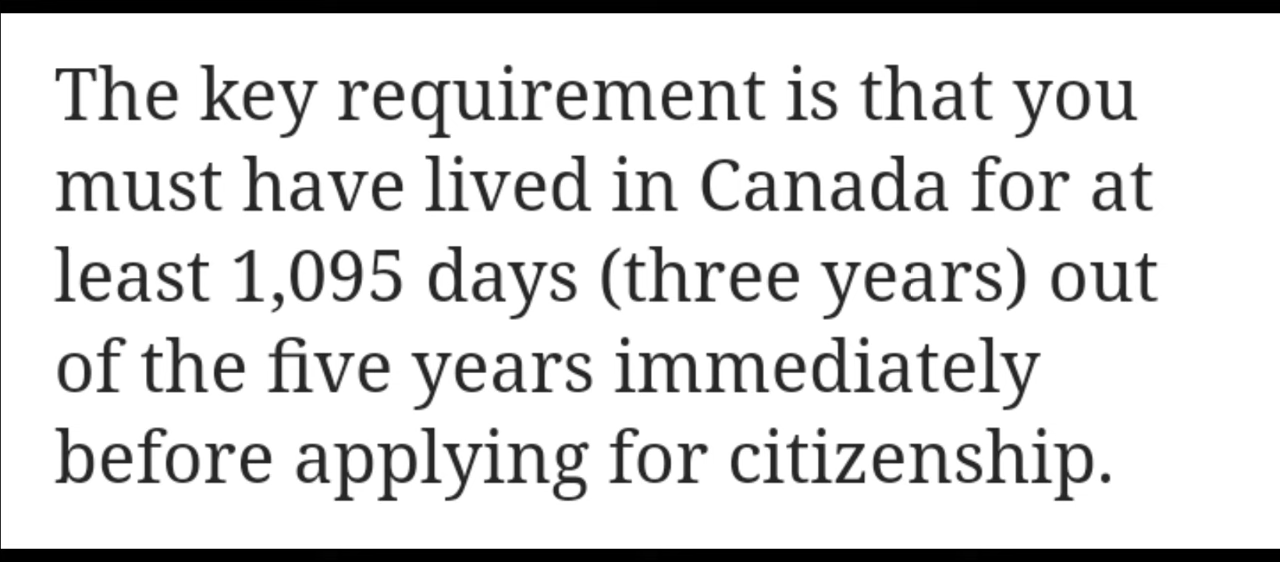 The key requirement is that you
must have lived in Canada for at
least 1,095 days (three years) out
of the five years immediately
before applying for citizenship.